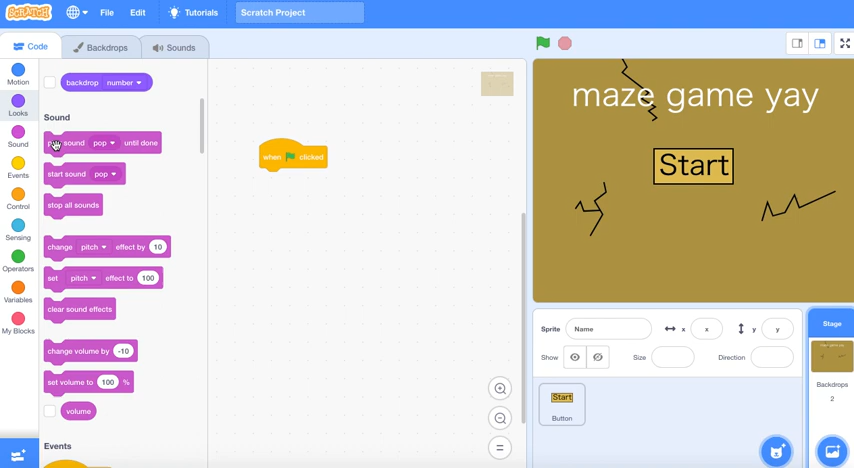 SCRATCH File Edit Tutorials Scratch Project
Code Backdrops Sounds
Motion
Looks
Sound
Events
Control
Sensing
Operators
Variables
My Blocks
backdrop number
Sound
sound pop until done
start sound pop
stop all sounds
change pitch effect by 10
set pitch effect to 100
clear sound effects
change volume by -10
set volume to 100 %
volume
Events
when clicked
maze game yay
Start
Sprite Name x x y y
Show Size Direction
Start
Button
Stage
Backdrops
2